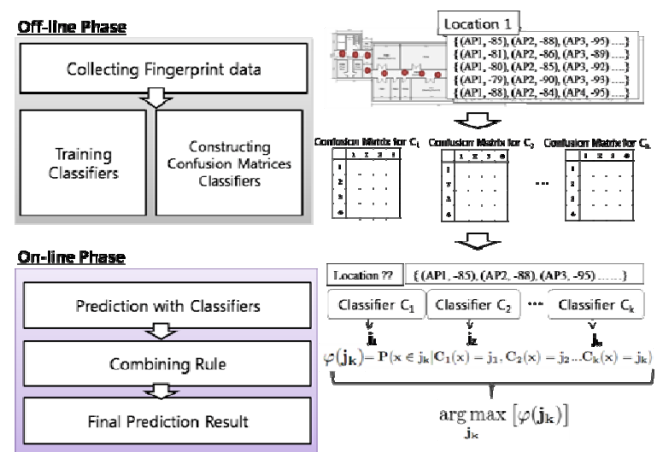 Off-line Phase
Collecting Fingerprint data
Training
Classifiers
Constructing
Confusion Matrices
Classifiers
Location 1
{(AP1, -85), (AP2, -88), (AP3, -95) .....}
{(AP1, -81), (AP2, -86), (AP3, -89) .....}
{(AP1, -80), (AP2, -85), (AP3, -92) .....}
{(AP1, -79), (AP2, -90), (AP3, -93) .....}
{(AP1, -88), (AP2, -84), (AP4, -95) .....}
Confusion Matrix for C1
Confusion Matrix for C2
Confusion Matrix for Ck
...
On-line Phase
Prediction with Classifiers
Combining Rule
Final Prediction Result
Location ??
{(AP1, -85), (AP2, -88), (AP3, -95) ......}
Classifier C1
Classifier C2
...
Classifier Ck
j1
j2
jk
φ(jk)= P(x ∈ jk|C1(x) = j1, C2(x) = j2...Ck(x) = jk)
arg max [φ(jk)]
jk